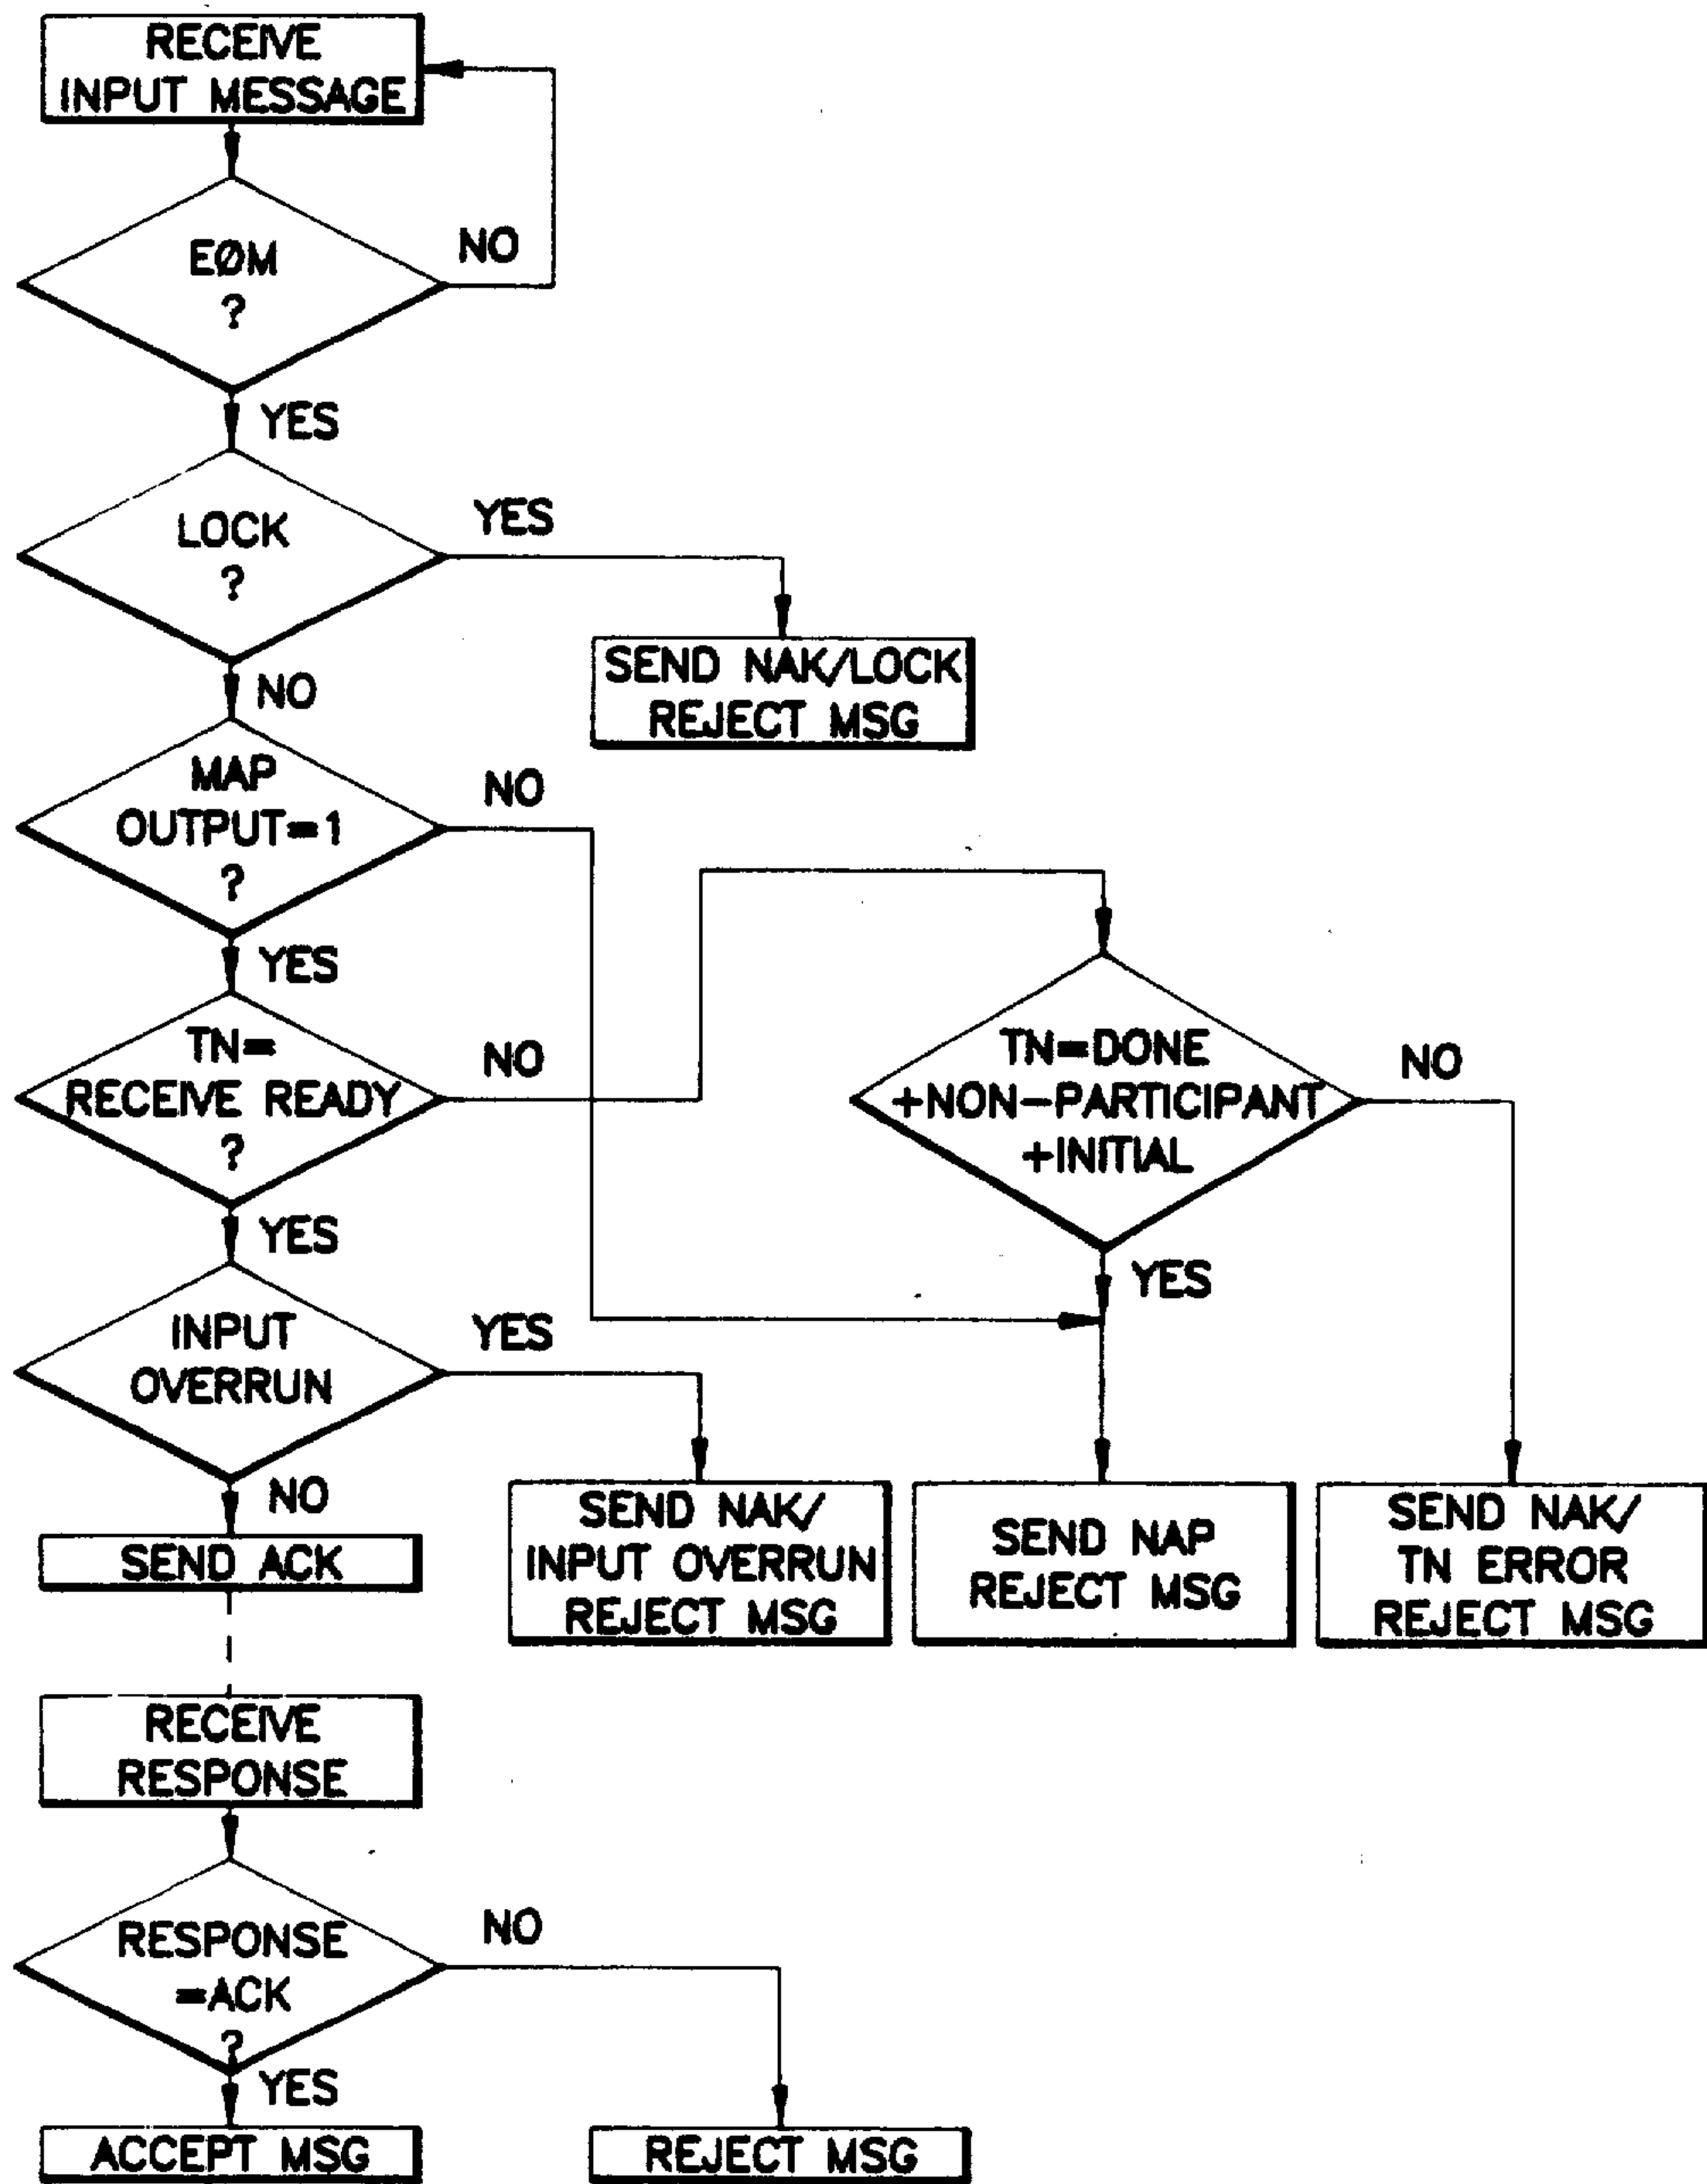 RECEIVE
INPUT MESSAGE
EØM
?
NO
YES
LOCK
?
YES
SEND NAK/LOCK
REJECT MSG
NO
MAP
OUTPUT=1
?
NO
YES
TN=
RECEIVE READY
?
NO
TN=DONE
+NON-PARTICIPANT
+INITIAL
NO
YES
YES
INPUT
OVERRUN
YES
NO
SEND ACK
SEND NAK/
INPUT OVERRUN
REJECT MSG
SEND NAP
REJECT MSG
SEND NAK/
TN ERROR
REJECT MSG
RECEIVE
RESPONSE
RESPONSE
=ACK
?
NO
YES
ACCEPT MSG
REJECT MSG